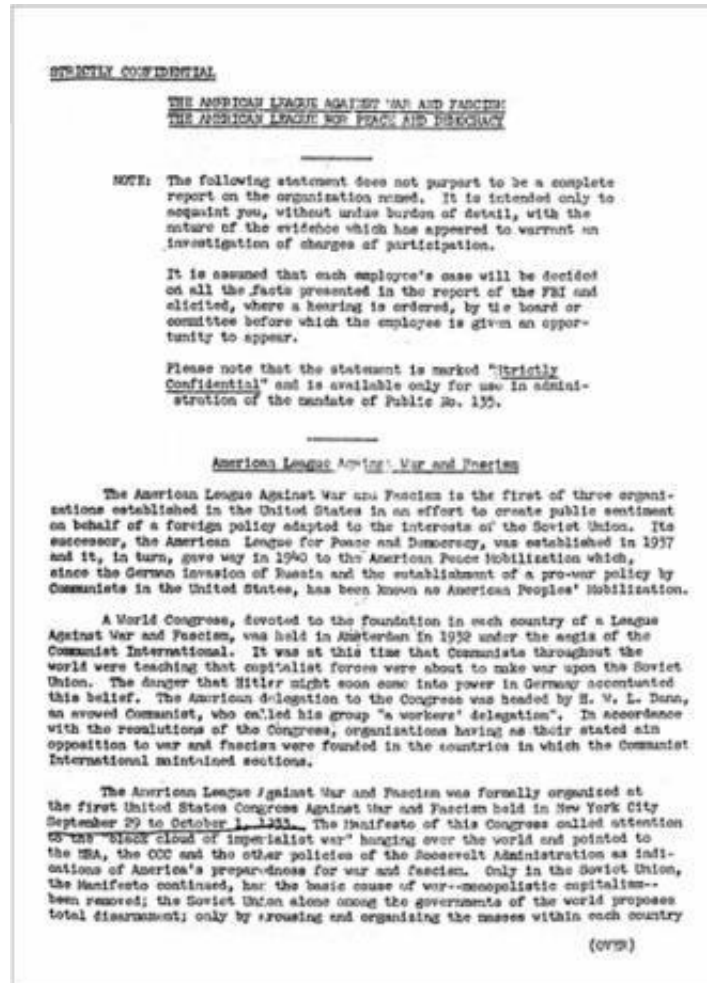 STRICTLY CONFIDENTIAL
THE AMERICAN LEAGUE AGAINST WAR AND FASCISM
THE AMERICAN LEAGUE FOR PEACE AND DEMOCRACY
NOTE: The following statement does not purport to be a complete
report on the organization named. It is intended only to
acquaint you, without undue burden of detail, with the
nature of the evidence which has appeared to warrant an
investigation of charges of participation.
It is assumed that each employee's case will be decided
on all the facts presented in the report of the FBI and
elicited, where a hearing is ordered, by the board or
committee before which the employee is given an oppor-
tunity to appear.
Please note that the statement is marked "Strictly
Confidential" and is available only for use in admini-
stration of the mandate of Public No. 135.
American League Against War and Fascism
The American League Against War and Fascism is the first of three organi-
zations established in the United States in an effort to create public sentiment
on behalf of a foreign policy adapted to the interests of the Soviet Union. Its
successor, the American League for Peace and Democracy, was established in 1937
and it, in turn, gave way in 1940 to the American Peace Mobilization which,
since the German invasion of Russia and the establishment of a pro-war policy by
Communists in the United States, has been known as American Peoples' Mobilization.
A World Congress, devoted to the foundation in each country of a League
Against War and Fascism, was held in Amsterdam in 1932 under the aegis of the
Communist International. It was at this time that Communists throughout the
world were teaching that capitalist forces were about to make war upon the Soviet
Union. The danger that Hitler might soon come into power in Germany accentuated
this belief. The American delegation to the Congress was headed by H. W. L. Dana,
an avowed Communist, who called his group "a workers' delegation". In accordance
with the resolutions of the Congress, organizations having as their stated aim
opposition to war and fascism were founded in the countries in which the Communist
International maintained sections.
The American League Against War and Fascism was formally organized at
the first United States Congress Against War and Fascism held in New York City
September 29 to October 1, 1933. The Manifesto of this Congress called attention
to the "black cloud of imperialist war" hanging over the world and pointed to
the NRA, the CCC and the other policies of the Roosevelt Administration as indi-
cations of America's preparedness for war and fascism. Only in the Soviet Union,
the Manifesto continued, has the basic cause of war--monopolistic capitalism--
been removed; the Soviet Union alone among the governments of the world proposes
total disarmament; only by arousing and organizing the masses within each country
(OVER)